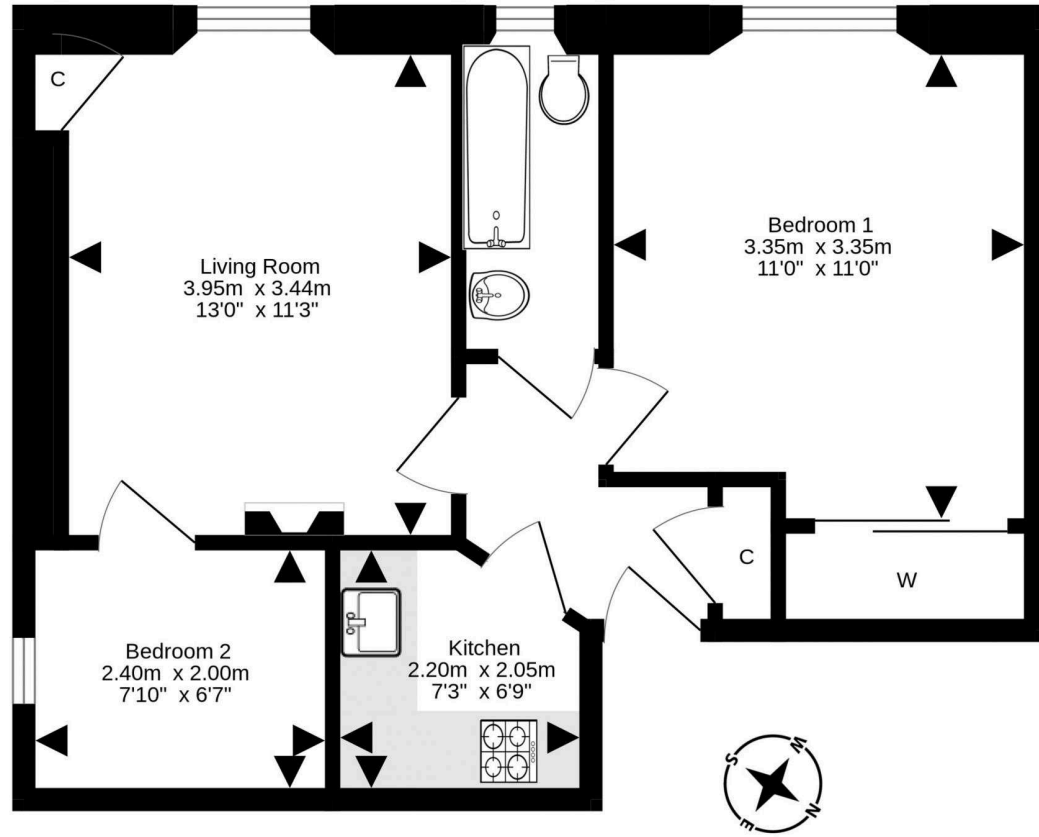 C
Living Room
3.95m x 3.44m
13'0" x 11'3"
Bedroom 1
3.35m x 3.35m
11'0" x 11'0"
C
W
Bedroom 2
2.40m x 2.00m
7'10" x 6'7"
Kitchen
2.20m x 2.05m
7'3" x 6'9"
S
W
E
N